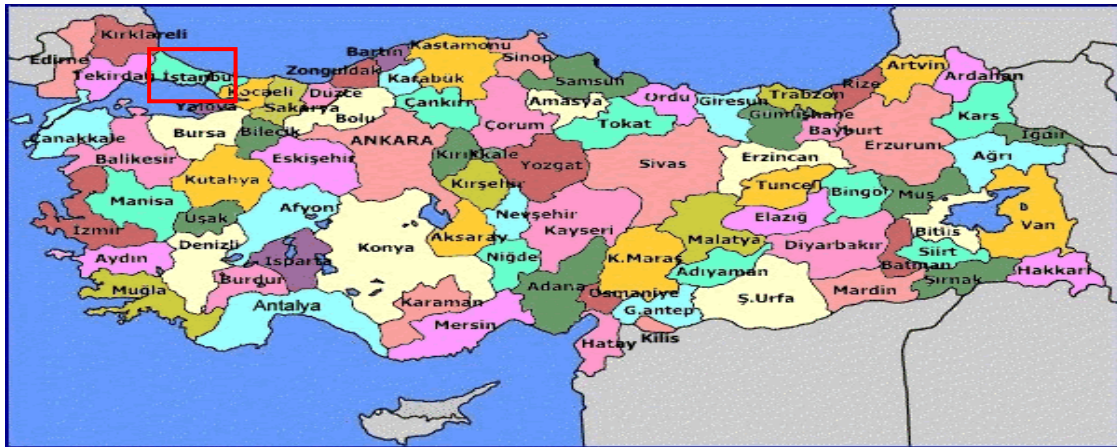 Kırklareli
Edirne
Tekirdağ
İstanbul
Kocaeli
Yalova
Sakarya
Düzce
Zonguldak
Bartın
Karabük
Kastamonu
Sinop
Samsun
Ordu
Giresun
Trabzon
Rize
Artvin
Ardahan
Kars
Iğdır
Ağrı
Çanakkale
Balıkesir
Bursa
Bilecik
Bolu
Çankırı
Çorum
Amasya
Tokat
Gümüşhane
Bayburt
Erzurum
Erzincan
ANKARA
Eskişehir
Kutahya
Kırıkkale
Kırşehir
Yozgat
Sivas
Tuncel
Bingöl
Muş
Manisa
Uşak
Afyon
Nevşehir
Kayseri
Malatya
Elazığ
Bitlis
Van
İzmir
Aydın
Denizli
Isparta
Konya
Aksaray
Niğde
K.Maraş
Adıyaman
Diyarbakır
Batman
Siirt
Şırnak
Hakkari
Muğla
Burdur
Antalya
Karaman
Mersin
Adana
Osmaniye
G.antep
Ş.Urfa
Mardin
Hatay
Kilis